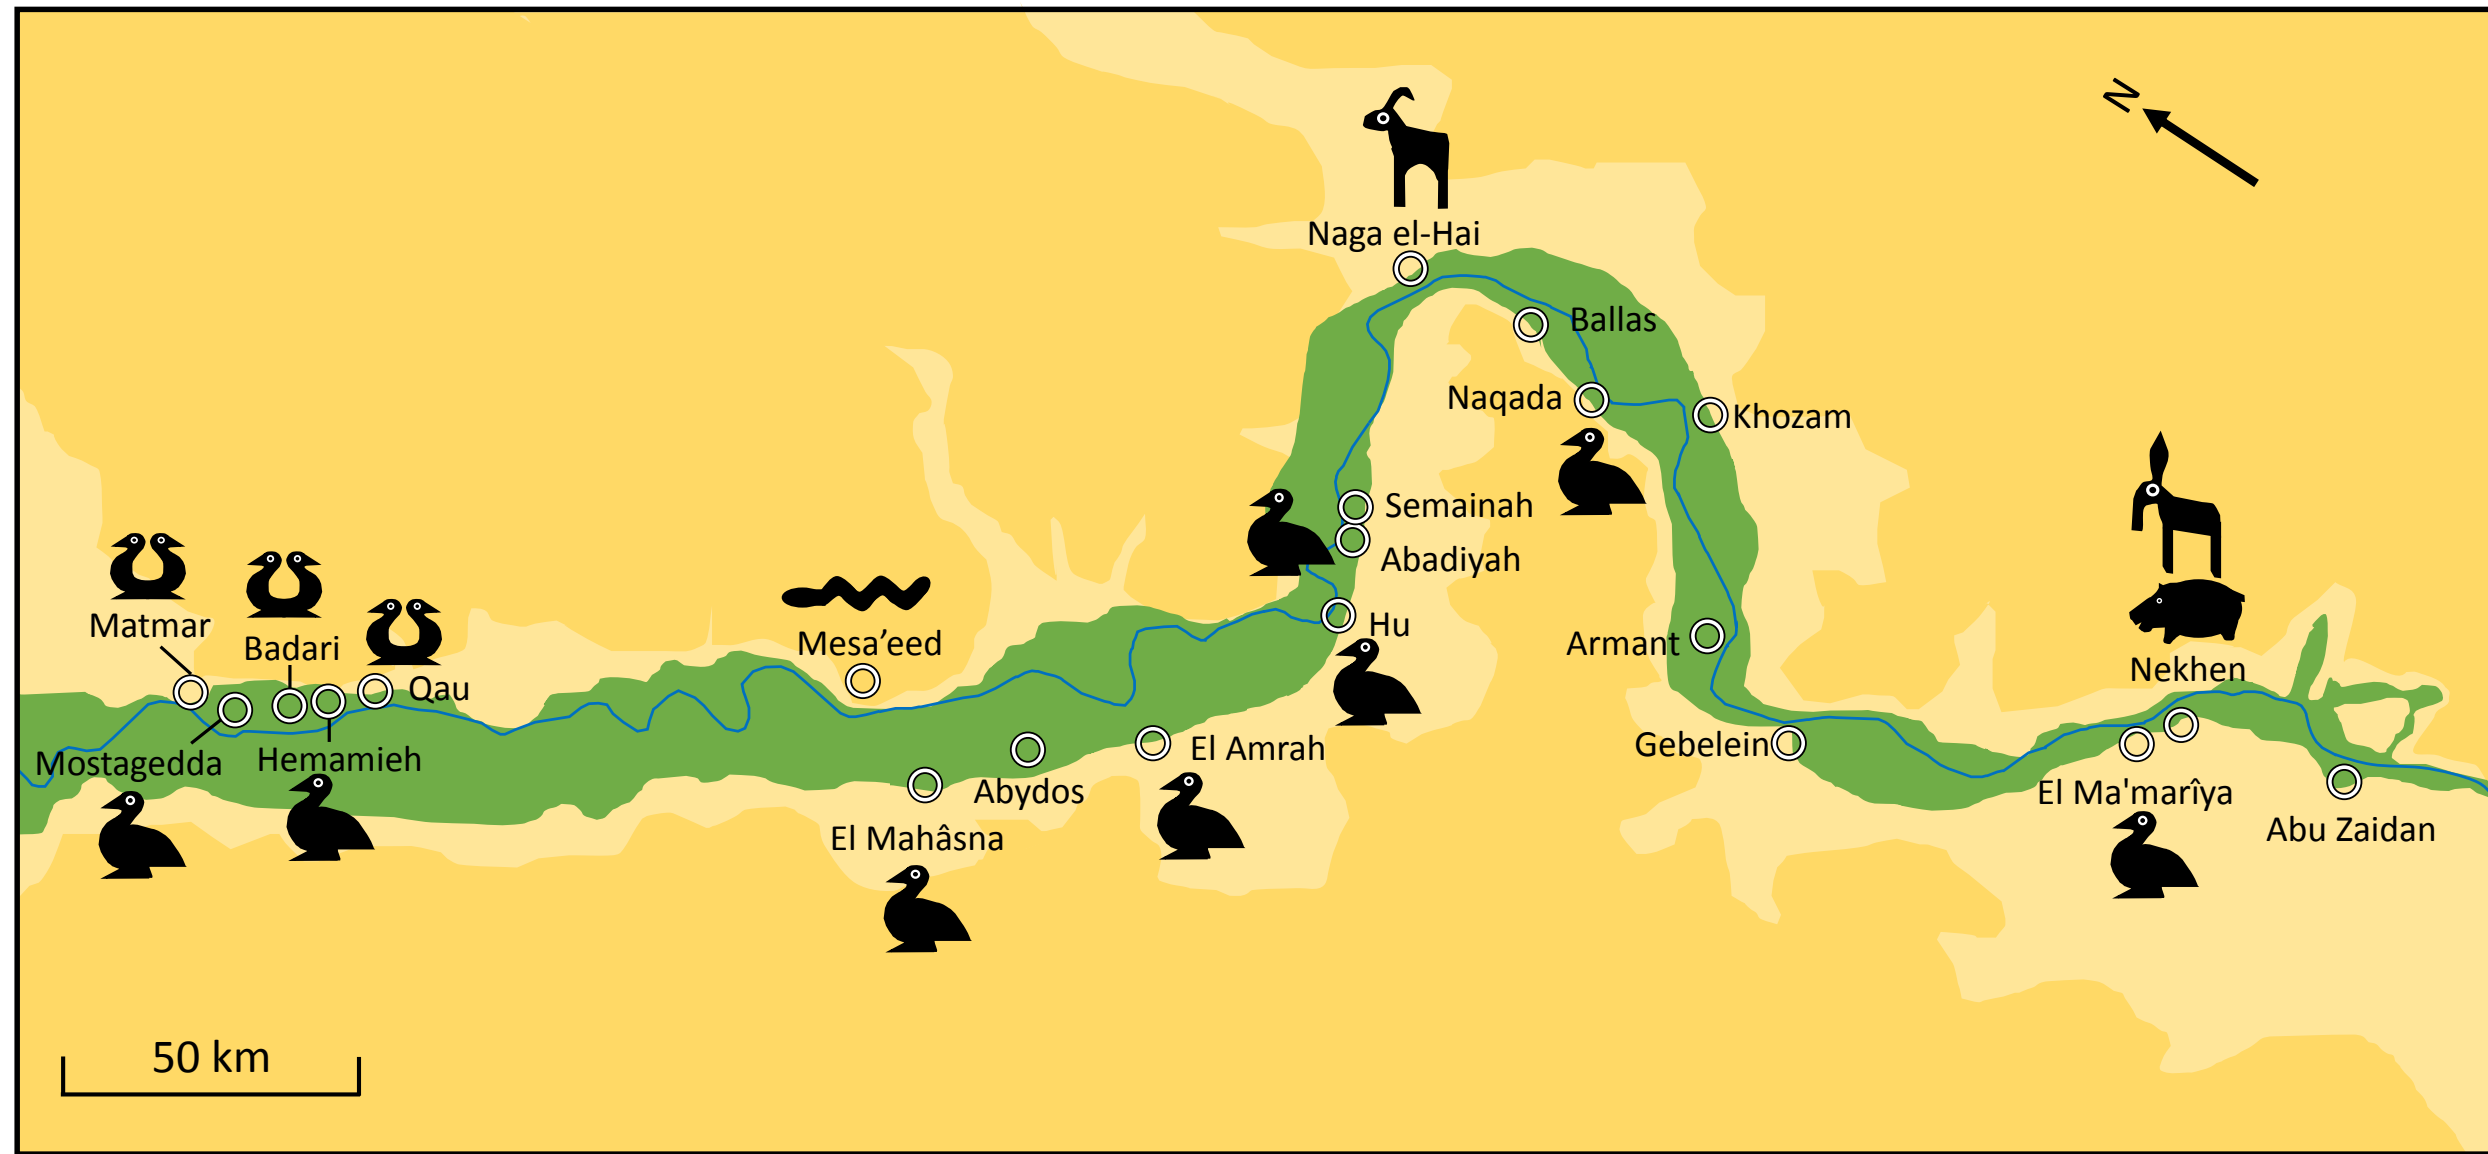 N
Naga el-Hai
Ballas
Naqada
Khozam
Semainah
Abadiyah
Hu
Matmar
Badari
Qau
Mesa’eed
Armant
Nekhen
Mostagedda
Hemamieh
El Amrah
Gebelein
Abydos
El Ma'marîya
El Mahâsna
Abu Zaidan
50 km